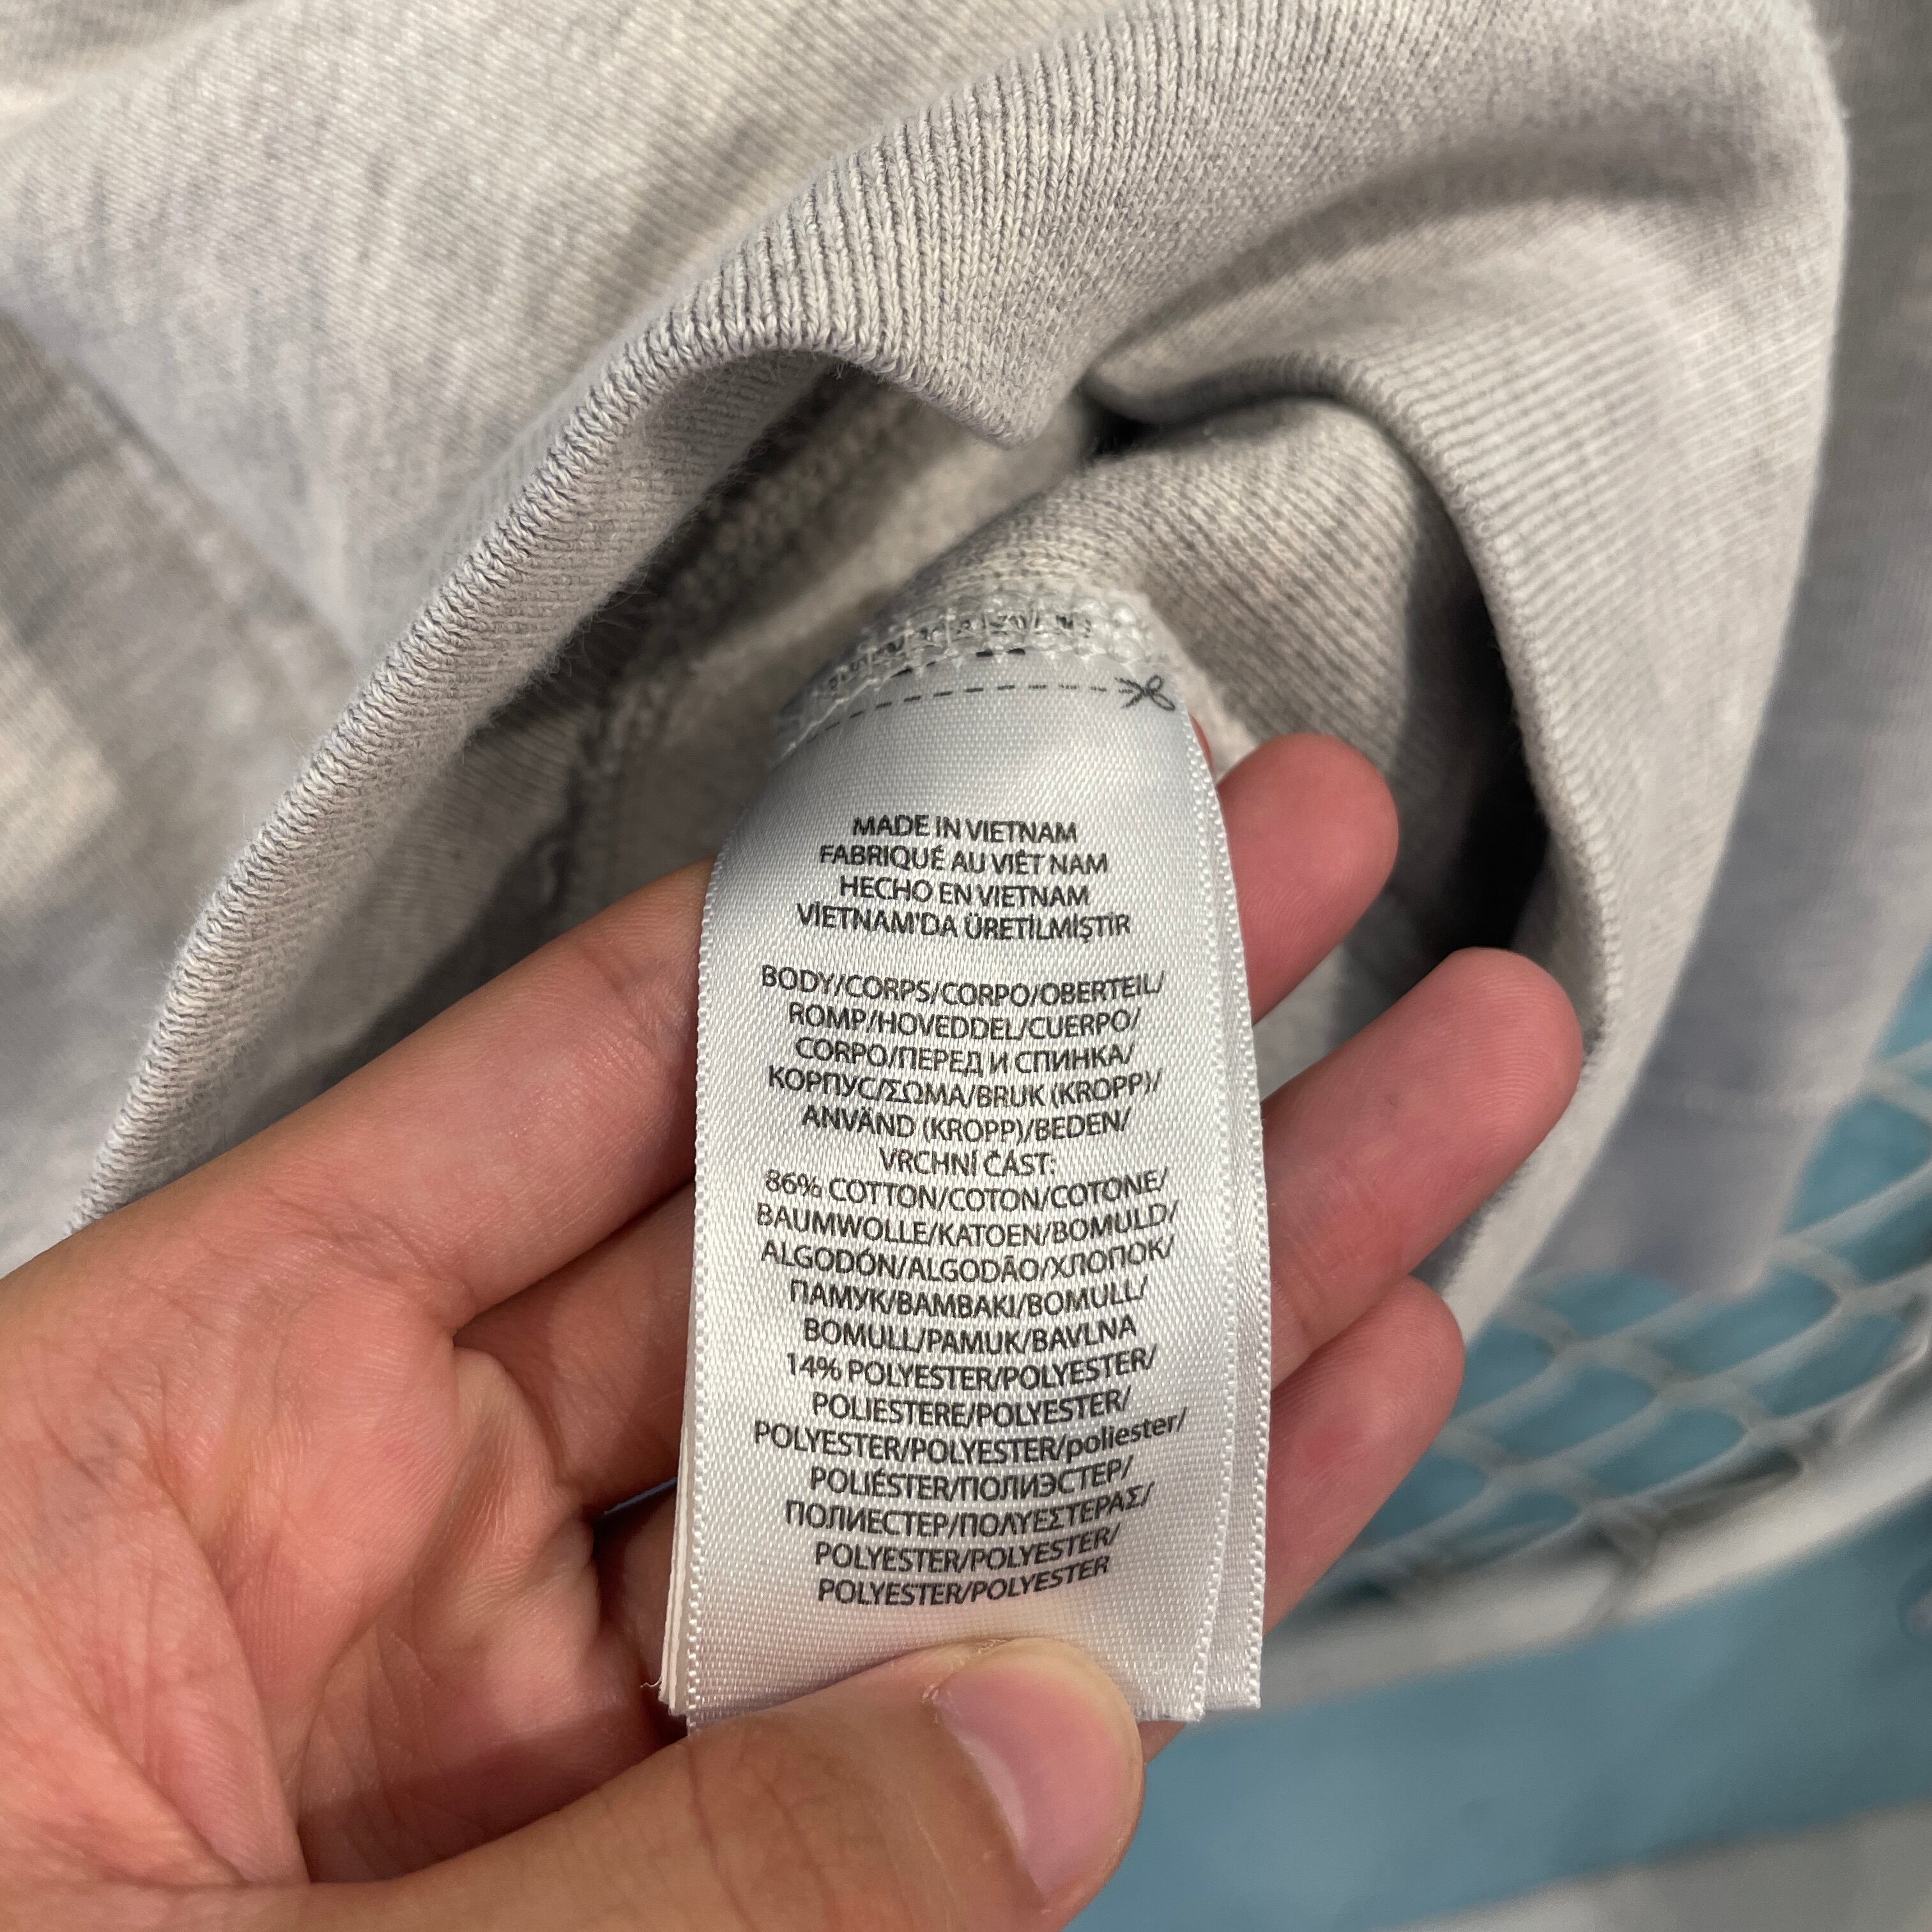 MADE IN VIETNAM
FABRIQUÉ AU VIÊT NAM
HECHO EN VIETNAM
VİETNAM'DA ÜRETİLMİŞTİR
BODY/CORPS/CORPO/OBERTEIL/
ROMP/HOVEDDEL/CUERPO/
CORPO/ПЕРЕД И СПИНКА/
КОРПУС/ΣΩΜΑ/BRUK (KROPP)/
ANVÄND (KROPP)/BEDEN/
VRCHNÍ ČÁST:
86% COTTON/COTON/COTONE/
BAUMWOLLE/KATOEN/BOMULD/
ALGODÓN/ALGODÃO/ХЛОПОК/
ПАМУК/ΒΑΜΒΑΚΙ/BOMULL/
BOMULL/PAMUK/BAVLNA
14% POLYESTER/POLYESTER/
POLIESTERE/POLYESTER/
POLYESTER/POLYESTER/poliester/
POLIÉSTER/ПОЛИЭСТЕР/
ПОЛИЕСТЕР/ΠΟΛΥΕΣΤΕΡΑΣ/
POLYESTER/POLYESTER/
POLYESTER/POLYESTER